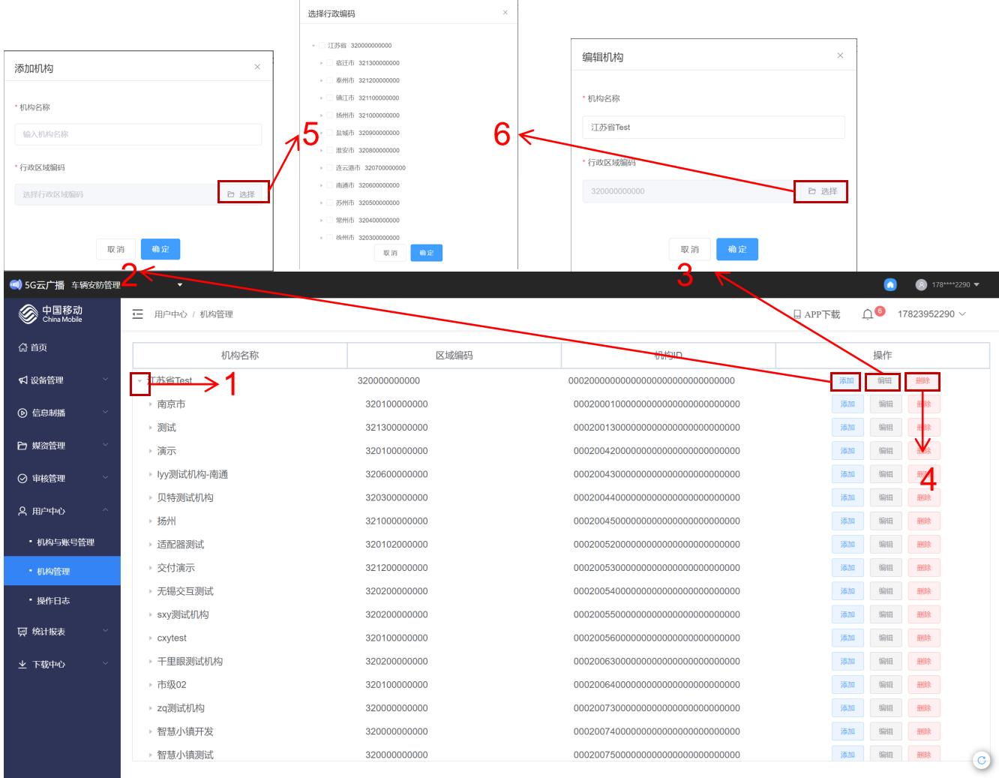 选择行政编码
江苏省 320000000000
宿迁市 321300000000
泰州市 321200000000
镇江市 321100000000
扬州市 321000000000
盐城市 320900000000
淮安市 320800000000
连云港市 320700000000
南通市 320600000000
苏州市 320500000000
常州市 320400000000
徐州市 320300000000
取消 确定
添加机构
* 机构名称
输入机构名称
* 行政区域编码
选择行政区域编码 选择
取消 确定
5
6
编辑机构
* 机构名称
江苏省Test
* 行政区域编码
320000000000 选择
取消 确定
2
3
5G云广播 车辆安防管理 178****2290
中国移动
China Mobile
用户中心 / 机构管理 APP下载 6 17823952290
首页
设备管理
信息制播
媒资管理
审核管理
用户中心
机构与账号管理
机构管理
操作日志
统计报表
下载中心
机构名称 区域编码 机构ID 操作
江苏省Test 320000000000 00020000000000000000000000000000 添加 编辑 删除
1
南京市 320100000000 00020001000000000000000000000000 添加 编辑 删除
测试 321300000000 00020013000000000000000000000000 添加 编辑 删除
演示 320100000000 00020042000000000000000000000000 添加 编辑 删除
lyy测试机构-南通 320600000000 00020043000000000000000000000000 添加 编辑 删除
4
贝特测试机构 320300000000 00020044000000000000000000000000 添加 编辑 删除
扬州 321000000000 00020045000000000000000000000000 添加 编辑 删除
适配器测试 320102000000 00020052000000000000000000000000 添加 编辑 删除
交付演示 321200000000 00020053000000000000000000000000 添加 编辑 删除
无锡交互测试 320200000000 00020054000000000000000000000000 添加 编辑 删除
sxy测试机构 320200000000 00020055000000000000000000000000 添加 编辑 删除
cxytest 320100000000 00020056000000000000000000000000 添加 编辑 删除
千里眼测试机构 320200000000 00020063000000000000000000000000 添加 编辑 删除
市级02 320100000000 00020064000000000000000000000000 添加 编辑 删除
zq测试机构 320000000000 00020073000000000000000000000000 添加 编辑 删除
智慧小镇开发 320000000000 00020074000000000000000000000000 添加 编辑 删除
智慧小镇测试 320000000000 00020075000000000000000000000000 添加 编辑 删除